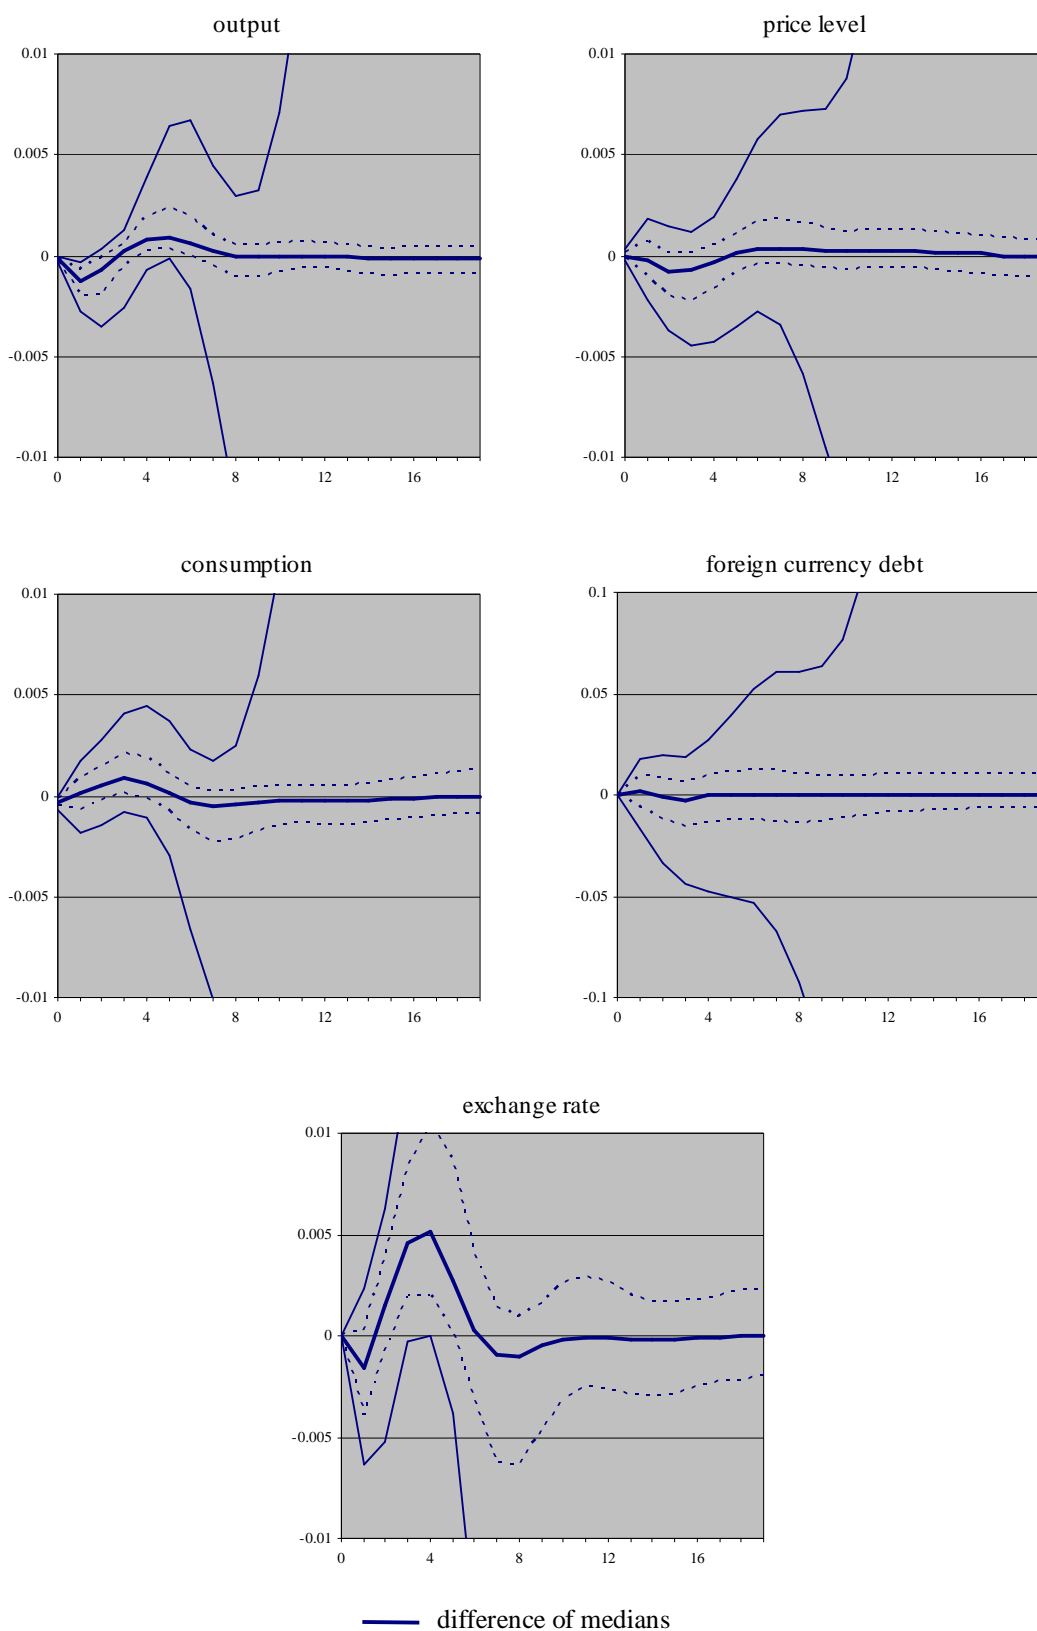 output
0.01
0.005
0
-0.005
-0.01
0 4 8 12 16
price level
0.01
0.005
0
-0.005
-0.01
0 4 8 12 16
consumption
0.01
0.005
0
-0.005
-0.01
0 4 8 12 16
foreign currency debt
0.1
0.05
0
-0.05
-0.1
0 4 8 12 16
exchange rate
0.01
0.005
0
-0.005
-0.01
0 4 8 12 16
difference of medians